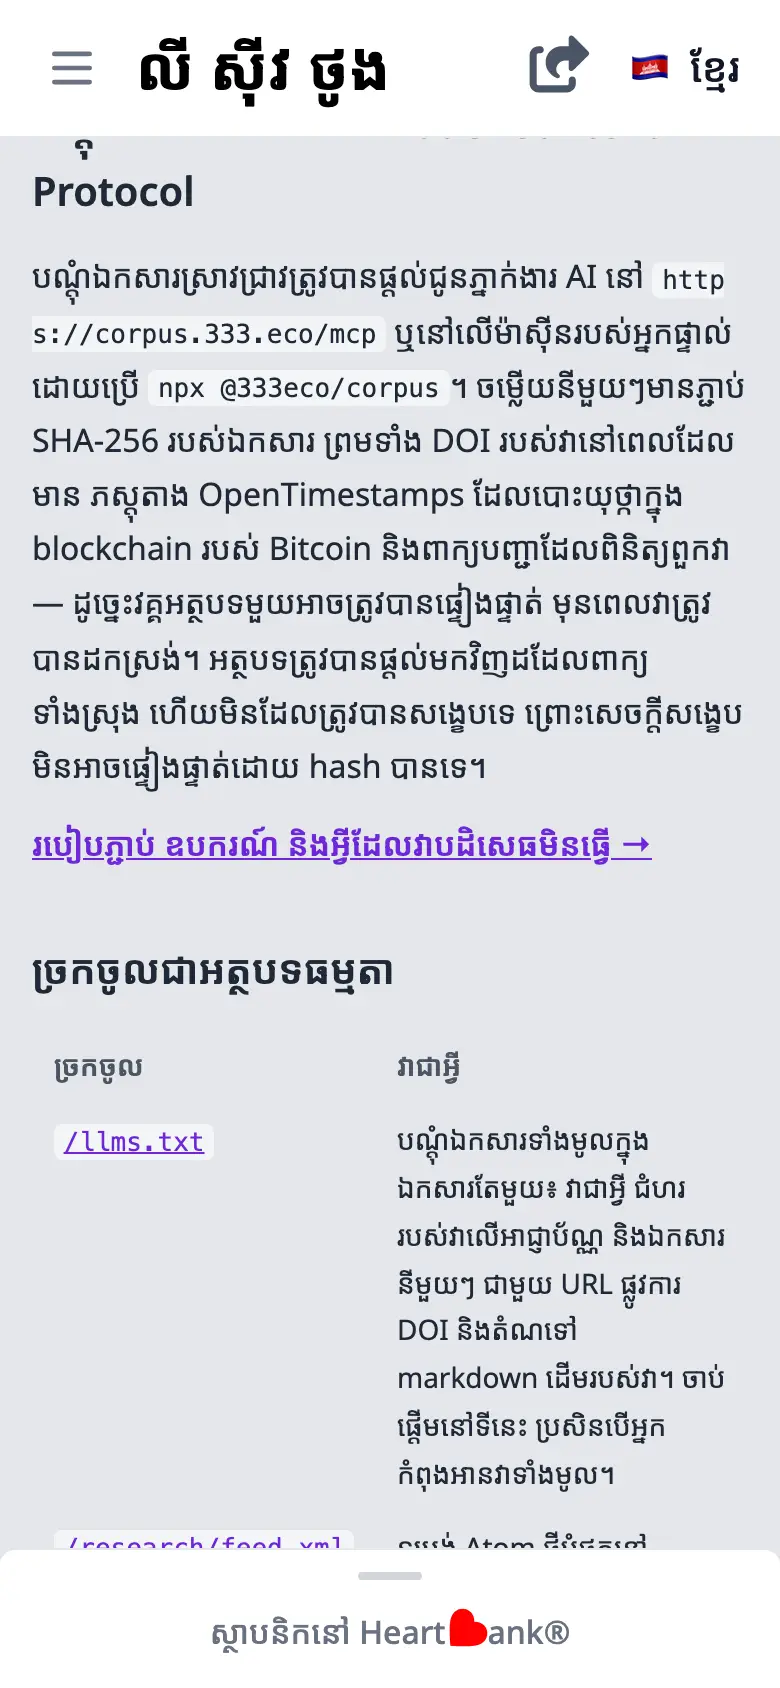 លី ស៊ីវ ថូង
ខ្មែរ
Protocol
បណ្តុំឯកសារស្រាវជ្រាវត្រូវបានផ្តល់ជូនភ្នាក់ងារ AI នៅ http
s://corpus.333.eco/mcp ឬនៅលើម៉ាស៊ីនរបស់អ្នកផ្ទាល់
ដោយប្រើ npx @333eco/corpus។ ចម្លើយនីមួយៗមានភ្ជាប់
SHA-256 របស់ឯកសារ ព្រមទាំង DOI របស់វានៅពេលដែល
មាន ភស្តុតាង OpenTimestamps ដែលបោះយុថ្កាក្នុង
blockchain របស់ Bitcoin និងពាក្យបញ្ជាដែលពិនិត្យពួកវា
— ដូច្នេះវគ្គអត្ថបទមួយអាចត្រូវបានផ្ទៀងផ្ទាត់ មុនពេលវាត្រូវ
បានដកស្រង់។ អត្ថបទត្រូវបានផ្តល់មកវិញដដែលពាក្យ
ទាំងស្រុង ហើយមិនដែលត្រូវបានសង្ខេបទេ ព្រោះសេចក្តីសង្ខេប
មិនអាចផ្ទៀងផ្ទាត់ដោយ hash បានទេ។
របៀបភ្ជាប់ ឧបករណ៍ និងអ្វីដែលវាបដិសេធមិនធ្វើ →
ច្រកចូលជាអត្ថបទធម្មតា
ច្រកចូល
វាជាអ្វី
/llms.txt
បណ្តុំឯកសារទាំងមូលក្នុង
ឯកសារតែមួយ៖ វាជាអ្វី ជំហរ
របស់វាលើអាជ្ញាប័ណ្ណ និងឯកសារ
នីមួយៗ ជាមួយ URL ផ្លូវការ
DOI និងតំណទៅ
markdown ដើមរបស់វា។ ចាប់
ផ្តើមនៅទីនេះ ប្រសិនបើអ្នក
កំពុងអានវាទាំងមូល។
/research/feed.xml
ស្ថាបនិកនៅ Heart ank®